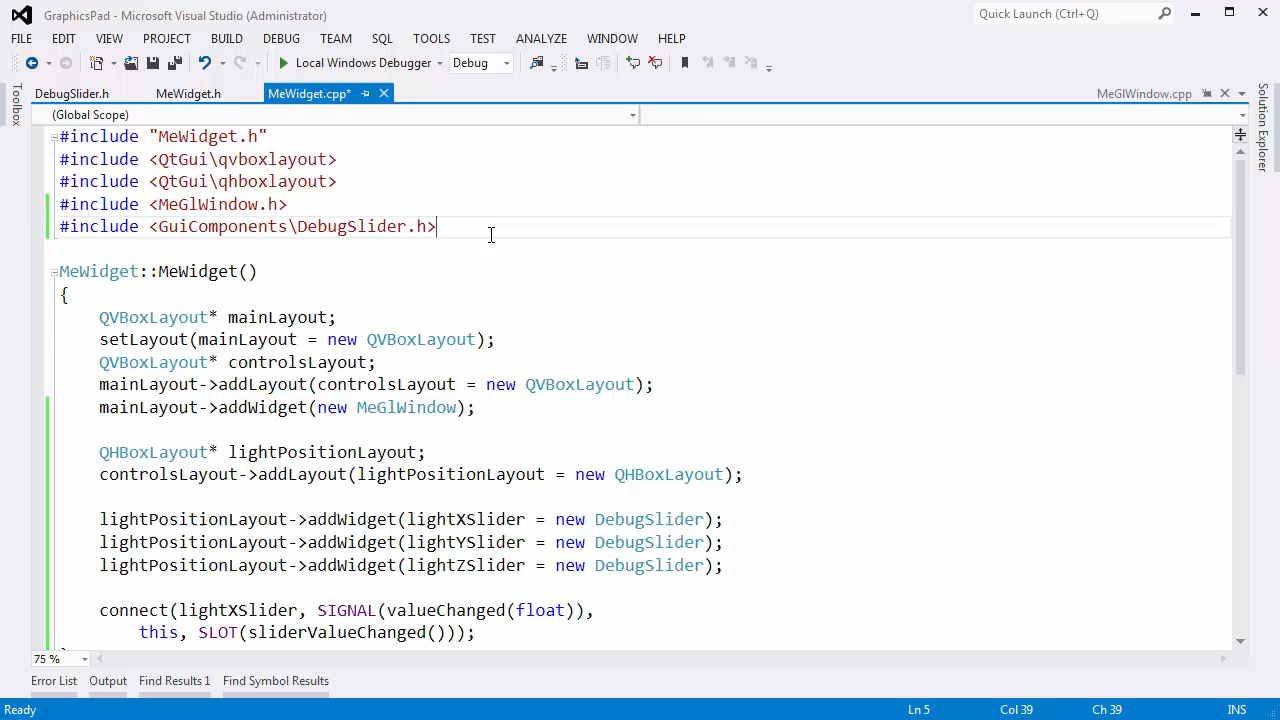 GraphicsPad - Microsoft Visual Studio (Administrator)
Quick Launch (Ctrl+Q)
FILE EDIT VIEW PROJECT BUILD DEBUG TEAM SQL TOOLS TEST ANALYZE WINDOW HELP
Local Windows Debugger Debug
DebugSlider.h MeWidget.h MeWidget.cpp* MeGlWindow.cpp
Toolbox
Solution Explorer
(Global Scope)
#include "MeWidget.h"
#include <QtGui\qvboxlayout>
#include <QtGui\qhboxlayout>
#include <MeGlWindow.h>
#include <GuiComponents\DebugSlider.h>
MeWidget::MeWidget()
{
QVBoxLayout* mainLayout;
setLayout(mainLayout = new QVBoxLayout);
QVBoxLayout* controlsLayout;
mainLayout->addLayout(controlsLayout = new QVBoxLayout);
mainLayout->addWidget(new MeGlWindow);
QHBoxLayout* lightPositionLayout;
controlsLayout->addLayout(lightPositionLayout = new QHBoxLayout);
lightPositionLayout->addWidget(lightXSlider = new DebugSlider);
lightPositionLayout->addWidget(lightYSlider = new DebugSlider);
lightPositionLayout->addWidget(lightZSlider = new DebugSlider);
connect(lightXSlider, SIGNAL(valueChanged(float)),
this, SLOT(sliderValueChanged()));
75 %
Error List Output Find Results 1 Find Symbol Results
Ready Ln 5 Col 39 Ch 39 INS